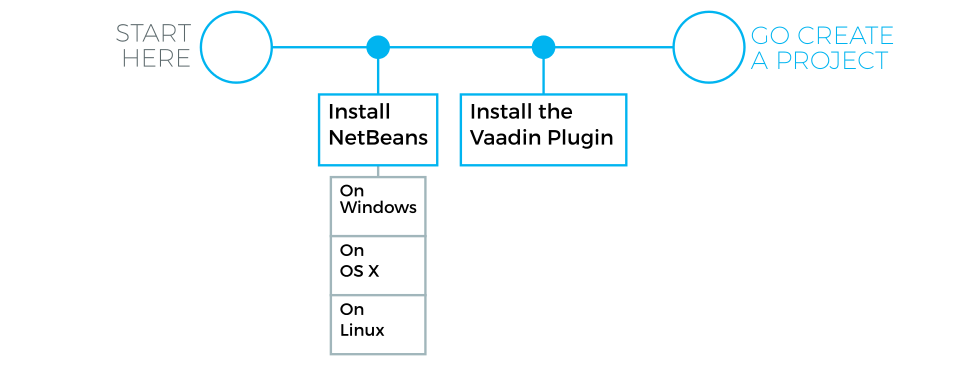 START
HERE
GO CREATE
A PROJECT
Install
NetBeans
Install the
Vaadin Plugin
On
Windows
On
OS X
On
Linux